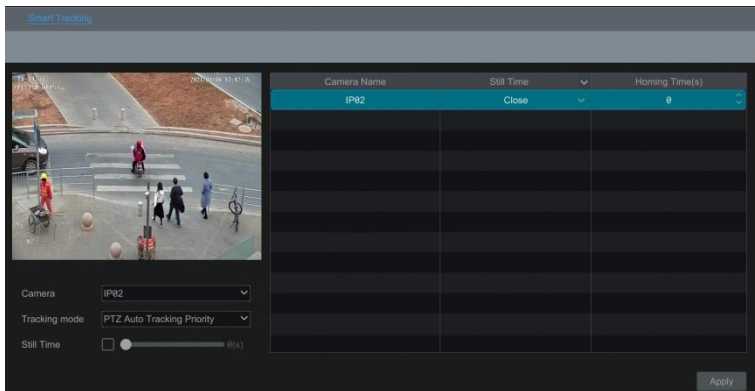 Smart Tracking
Camera Name Still Time Homing Time(s)
IP02 Close 0
Camera IP02
Tracking mode PTZ Auto Tracking Priority
Still Time 0(s)
Apply